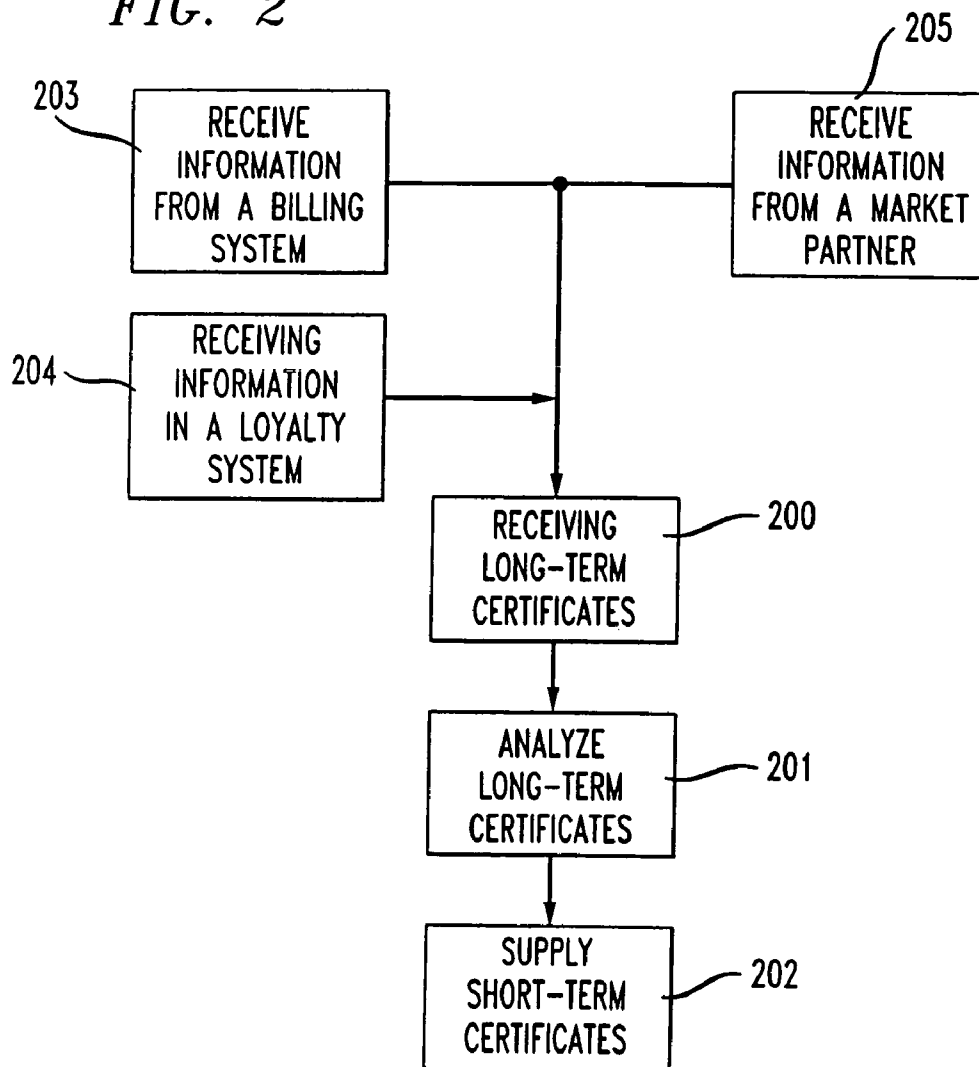 FIG. 2
205
203
RECEIVE
INFORMATION
FROM A BILLING
SYSTEM
RECEIVE
INFORMATION
FROM A MARKET
PARTNER
204
RECEIVING
INFORMATION
IN A LOYALTY
SYSTEM
RECEIVING
LONG-TERM
CERTIFICATES
200
ANALYZE
LONG-TERM
CERTIFICATES
201
SUPPLY
SHORT-TERM
CERTIFICATES
202